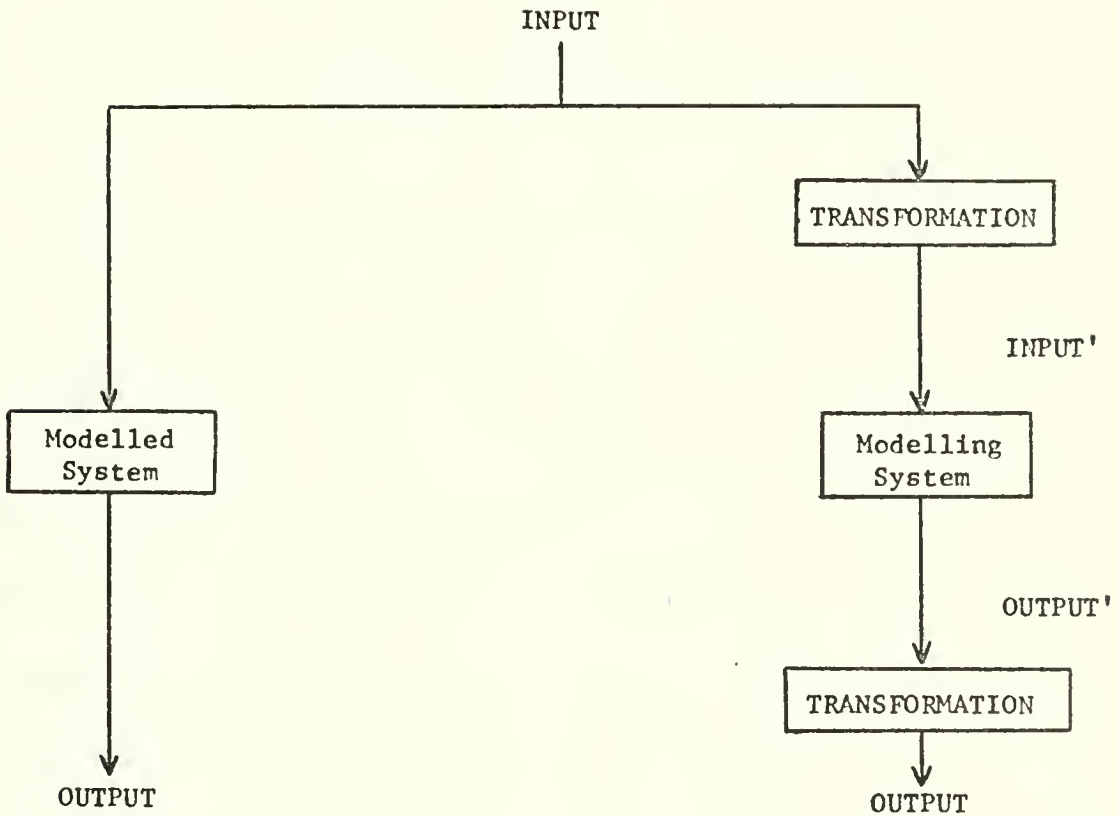 INPUT
TRANSFORMATION
INPUT'
Modelled
System
Modelling
System
OUTPUT'
TRANSFORMATION
OUTPUT
OUTPUT